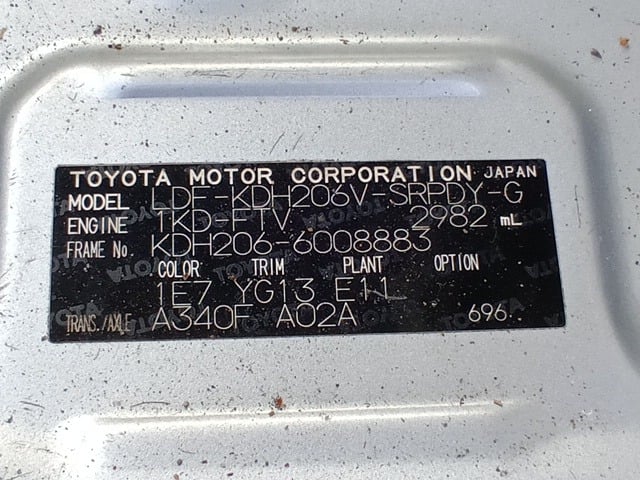 TOYOTA MOTOR CORPORATION JAPAN
MODEL LDF-KDH206V-SRPDY-G
ENGINE 1KD-FTV 2982 mL
FRAME No KDH206-6008883
COLOR TRIM PLANT OPTION
1E7 YG13 E11
TRANS./AXLE A340F A02A 696